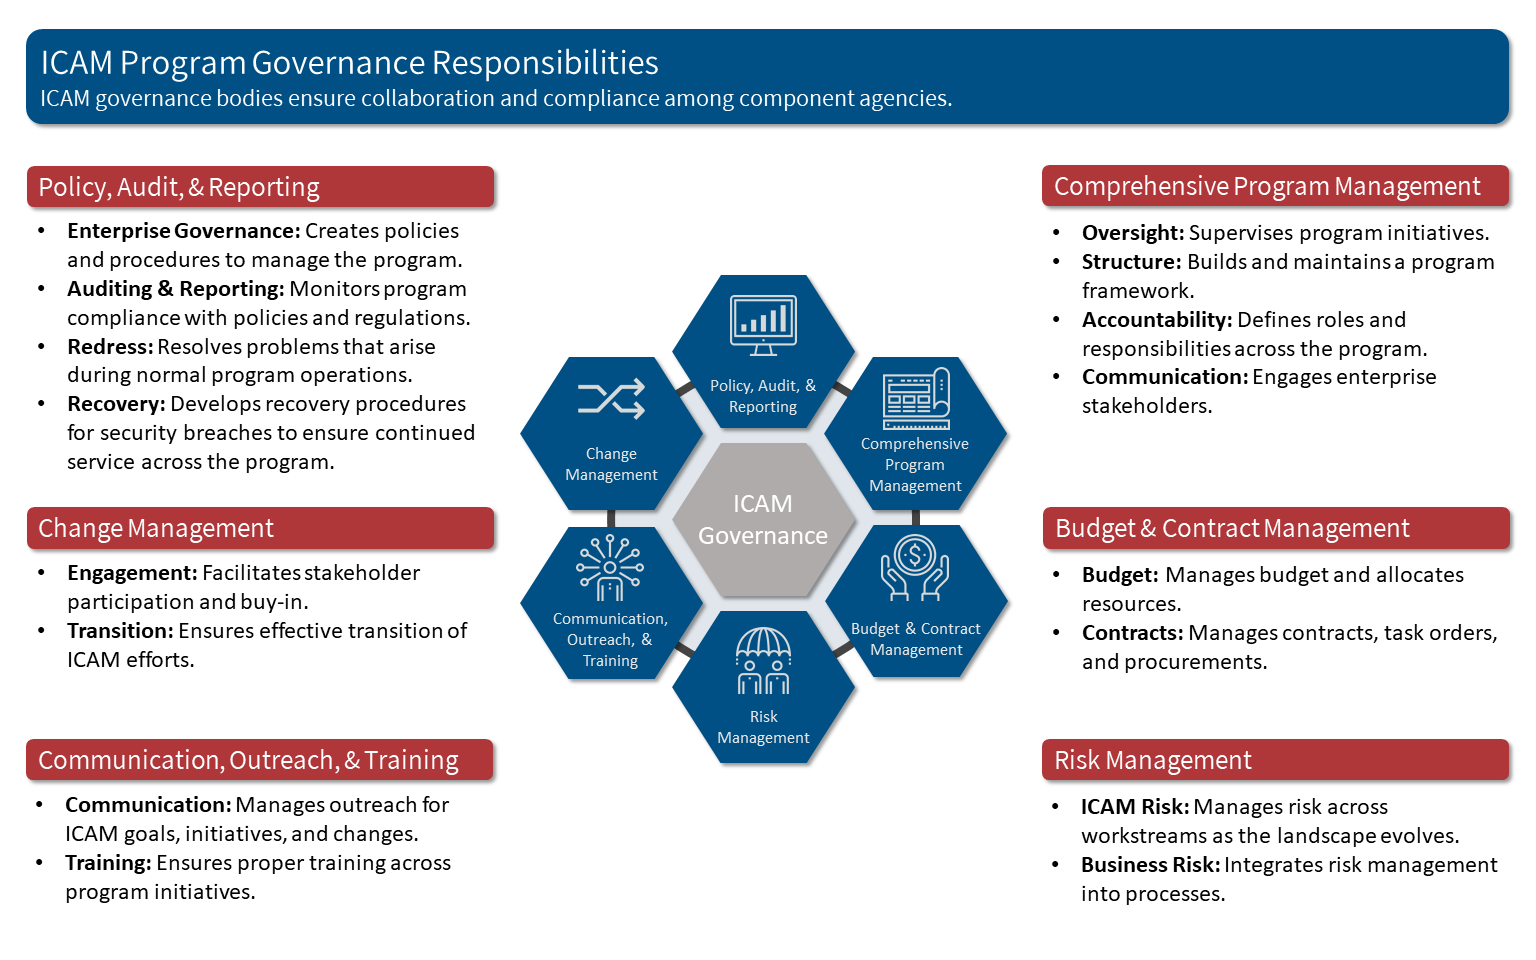 ICAM Program Governance Responsibilities
ICAM governance bodies ensure collaboration and compliance among component agencies.
Policy, Audit, & Reporting
• Enterprise Governance: Creates policies
and procedures to manage the program.
• Auditing & Reporting: Monitors program
compliance with policies and regulations.
• Redress: Resolves problems that arise
during normal program operations.
• Recovery: Develops recovery procedures
for security breaches to ensure continued
service across the program.
Change Management
• Engagement: Facilitates stakeholder
participation and buy-in.
• Transition: Ensures effective transition of
ICAM efforts.
Communication, Outreach, & Training
• Communication: Manages outreach for
ICAM goals, initiatives, and changes.
• Training: Ensures proper training across
program initiatives.
Policy, Audit, &
Reporting
Change
Management
Comprehensive
Program
Management
ICAM
Governance
$
Communication,
Outreach, &
Training
Budget & Contract
Management
Risk
Management
Comprehensive Program Management
• Oversight: Supervises program initiatives.
• Structure: Builds and maintains a program
framework.
• Accountability: Defines roles and
responsibilities across the program.
• Communication: Engages enterprise
stakeholders.
Budget & Contract Management
• Budget: Manages budget and allocates
resources.
• Contracts: Manages contracts, task orders,
and procurements.
Risk Management
• ICAM Risk: Manages risk across
workstreams as the landscape evolves.
• Business Risk: Integrates risk management
into processes.